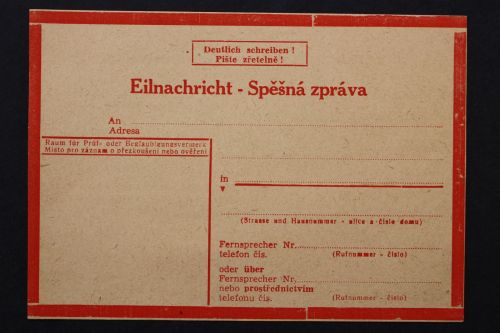 Deutlich schreiben !
Pište zřetelně !
Eilnachricht - Spěšná zpráva
An
Adresa
Raum für Prüf- oder Beglaubigungsvermerk
Místo pro záznam o přezkoušení nebo ověření
in
v
(Strasse und Hausnummer - ulice a číslo domu)
Fernsprecher Nr.
telefon čís. (Rufnummer - číslo)
oder über
Fernsprecher Nr.
nebo prostřednictvím
telefonu čís. (Rufnummer - číslo)